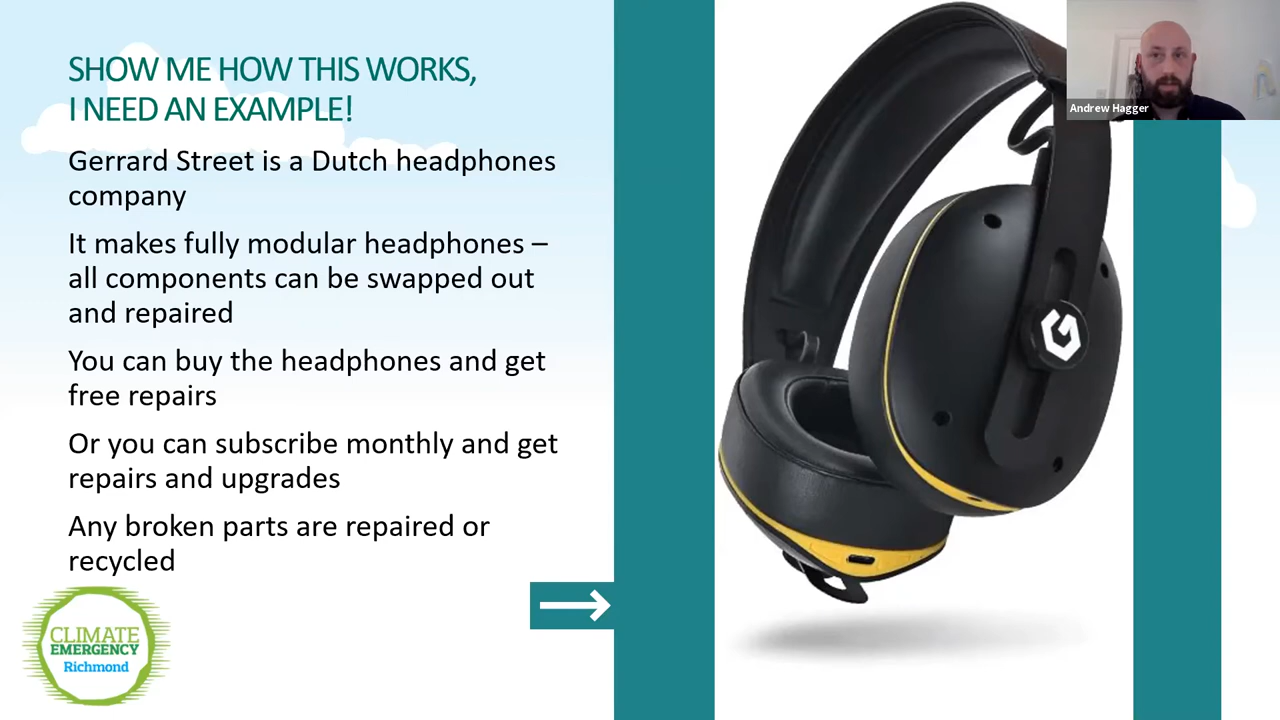 SHOW ME HOW THIS WORKS,
I NEED AN EXAMPLE!
Gerrard Street is a Dutch headphones
company
It makes fully modular headphones –
all components can be swapped out
and repaired
You can buy the headphones and get
free repairs
Or you can subscribe monthly and get
repairs and upgrades
Any broken parts are repaired or
recycled
CLIMATE
EMERGENCY
Richmond
G
Andrew Hagger